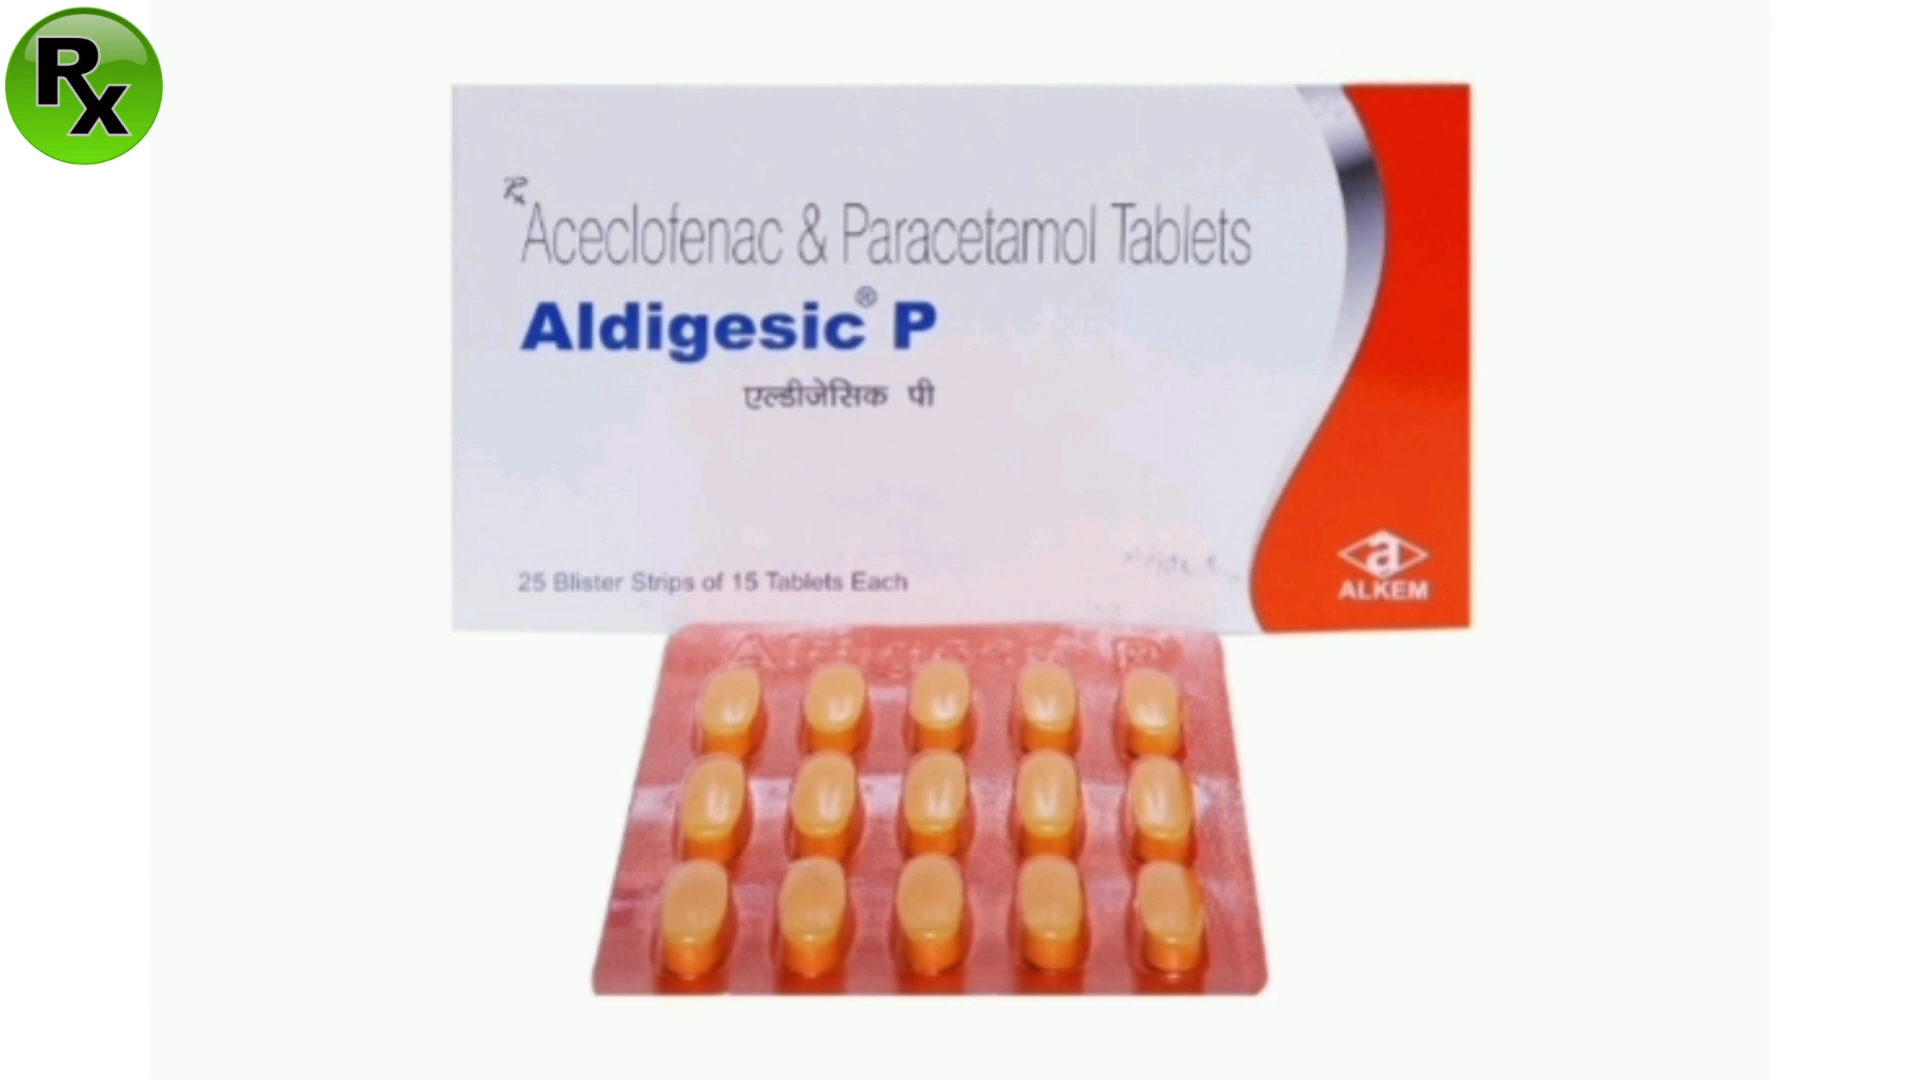 Rx
Rx
Aceclofenac & Paracetamol Tablets
Aldigesic® P
एल्डीजेसिक पी
25 Blister Strips of 15 Tablets Each
a
ALKEM
Aldigesic P